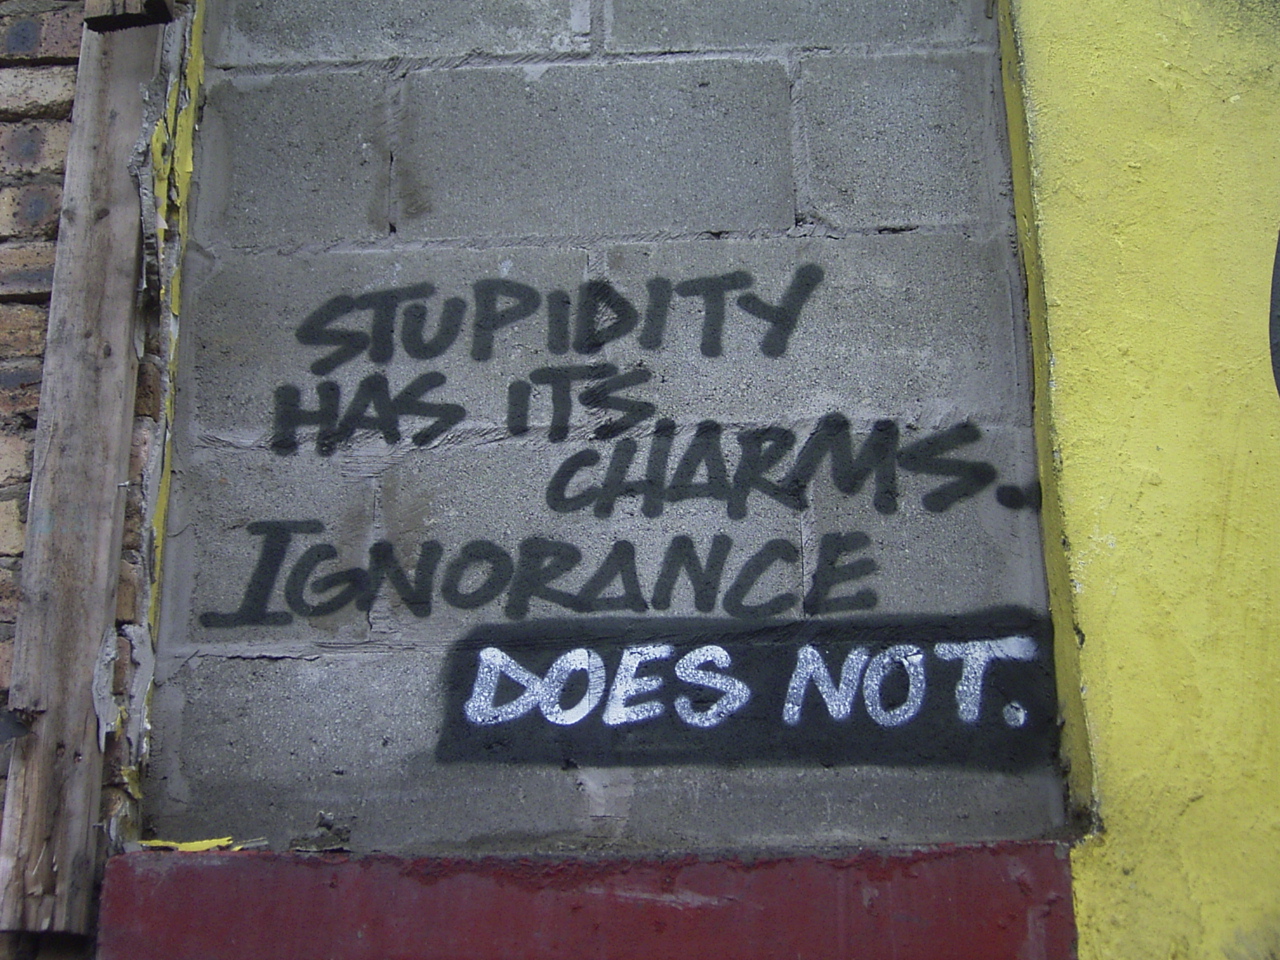 STUPIDITY
HAS ITS
CHARMS.
IGNORANCE
DOES NOT.